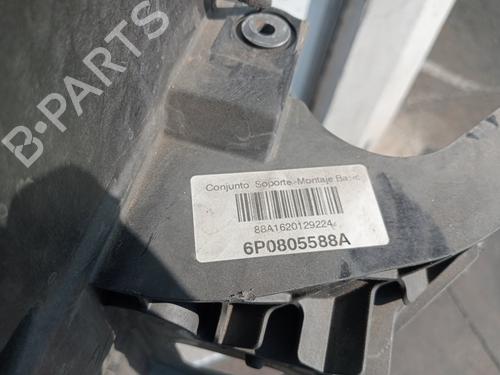 B-PARTS
Conjunto Soporte-Montaje Basic
88A1620129224
6P0805588A